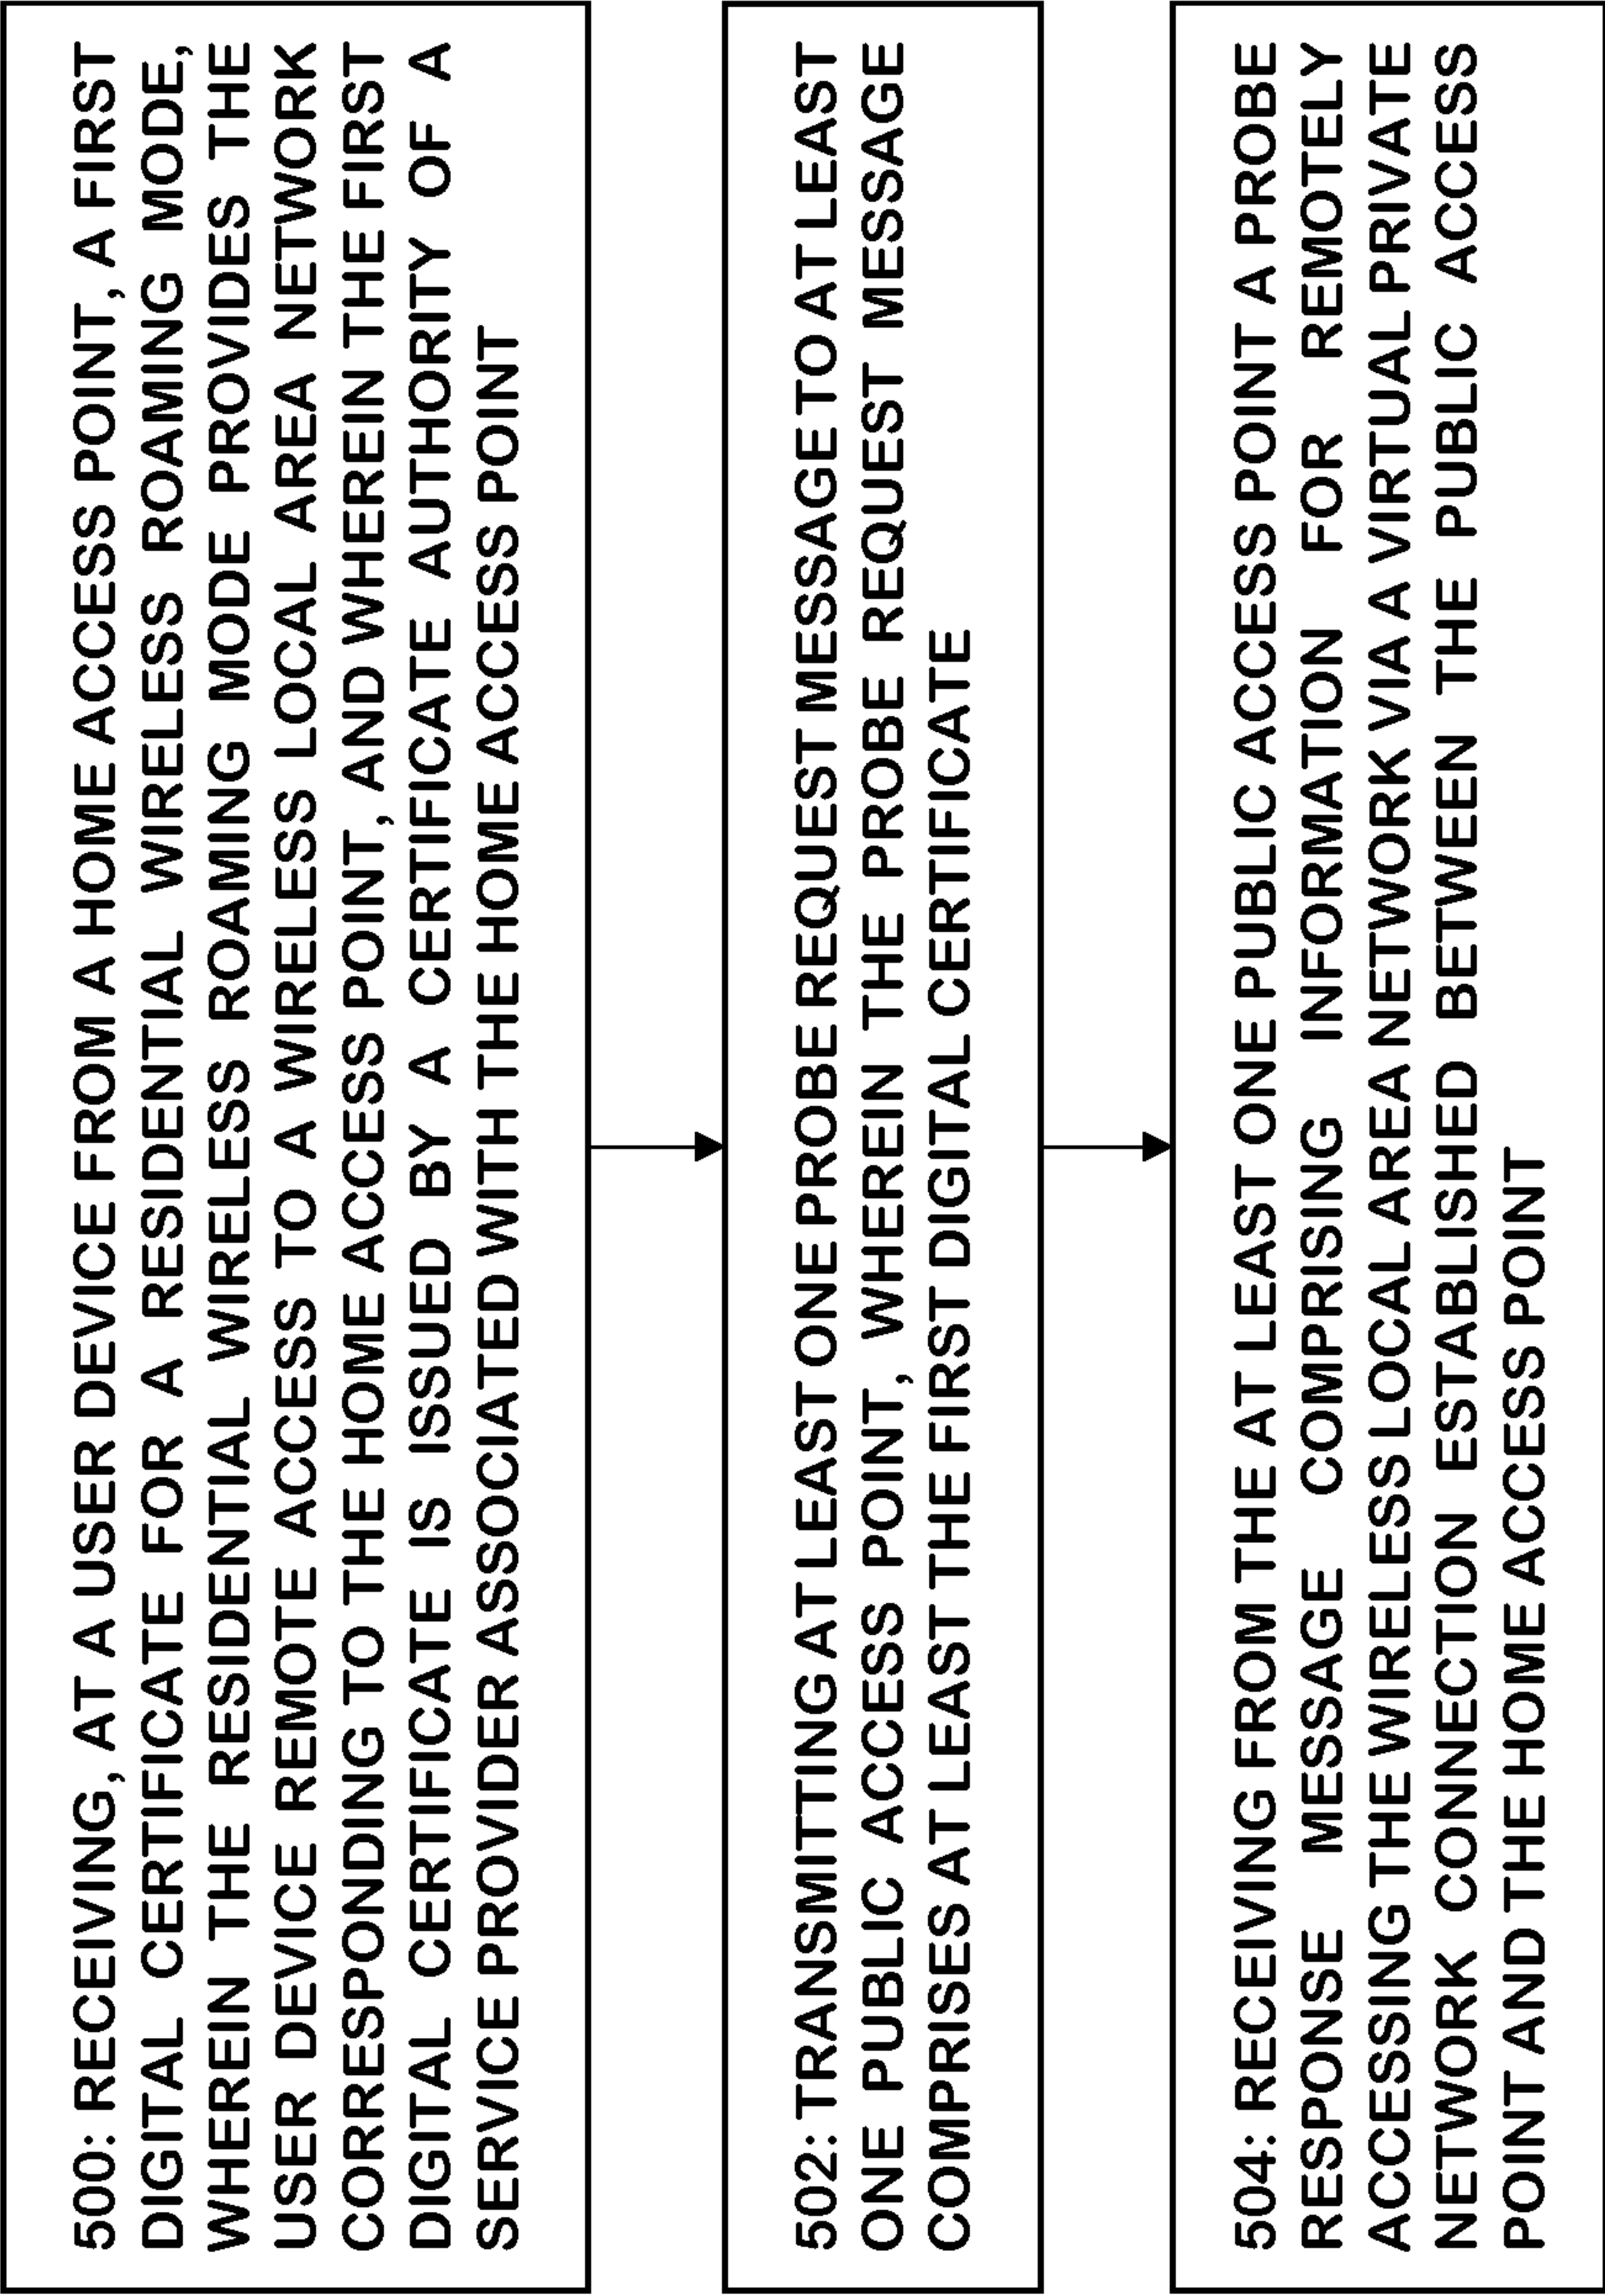 500: RECEIVING, AT A USER DEVICE FROM A HOME ACCESS POINT, A FIRST
DIGITAL CERTIFICATE FOR A RESIDENTIAL WIRELESS ROAMING MODE,
WHEREIN THE RESIDENTIAL WIRELESS ROAMING MODE PROVIDES THE
USER DEVICE REMOTE ACCESS TO A WIRELESS LOCAL AREA NETWORK
CORRESPONDING TO THE HOME ACCESS POINT, AND WHEREIN THE FIRST
DIGITAL CERTIFICATE IS ISSUED BY A CERTIFICATE AUTHORITY OF A
SERVICE PROVIDER ASSOCIATED WITH THE HOME ACCESS POINT
502: TRANSMITTING AT LEAST ONE PROBE REQUEST MESSAGE TO AT LEAST
ONE PUBLIC ACCESS POINT, WHEREIN THE PROBE REQUEST MESSAGE
COMPRISES AT LEAST THE FIRST DIGITAL CERTIFICATE
504: RECEIVING FROM THE AT LEAST ONE PUBLIC ACCESS POINT A PROBE
RESPONSE MESSAGE COMPRISING INFORMATION FOR REMOTELY
ACCESSING THE WIRELESS LOCAL AREA NETWORK VIA A VIRTUAL PRIVATE
NETWORK CONNECTION ESTABLISHED BETWEEN THE PUBLIC ACCESS
POINT AND THE HOME ACCESS POINT